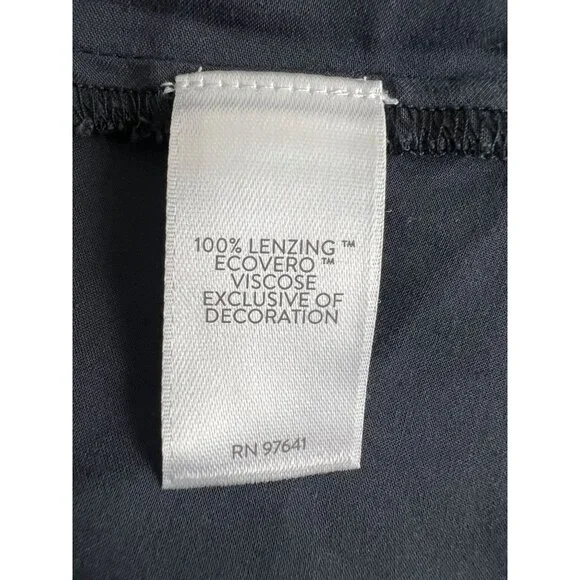 100% LENZING ™
ECOVERO ™
VISCOSE
EXCLUSIVE OF
DECORATION
RN 97641